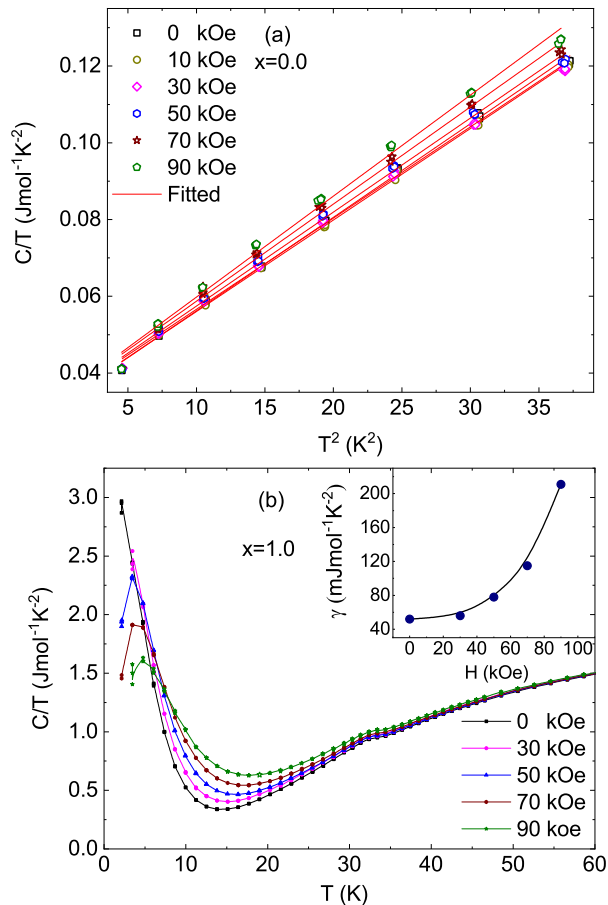 (a)
x=0.0
0 kOe
10 kOe
30 kOe
50 kOe
70 kOe
90 kOe
Fitted
C/T (Jmol⁻¹K⁻²)
0.12
0.10
0.08
0.06
0.04
5 10 15 20 25 30 35
T² (K²)
(b)
x=1.0
C/T (Jmol⁻¹K⁻²)
3.0
2.5
2.0
1.5
1.0
0.5
0.0
0 10 20 30 40 50 60
T (K)
γ (mJmol⁻¹K⁻²)
200
160
120
80
40
0 20 40 60 80 100
H (kOe)
0 kOe
30 kOe
50 kOe
70 kOe
90 koe